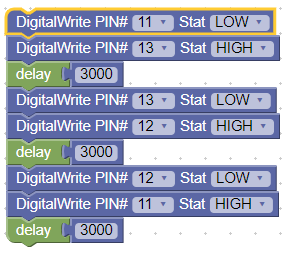 DigitalWrite PIN# 11 Stat LOW
DigitalWrite PIN# 13 Stat HIGH
delay 3000
DigitalWrite PIN# 13 Stat LOW
DigitalWrite PIN# 12 Stat HIGH
delay 3000
DigitalWrite PIN# 12 Stat LOW
DigitalWrite PIN# 11 Stat HIGH
delay 3000